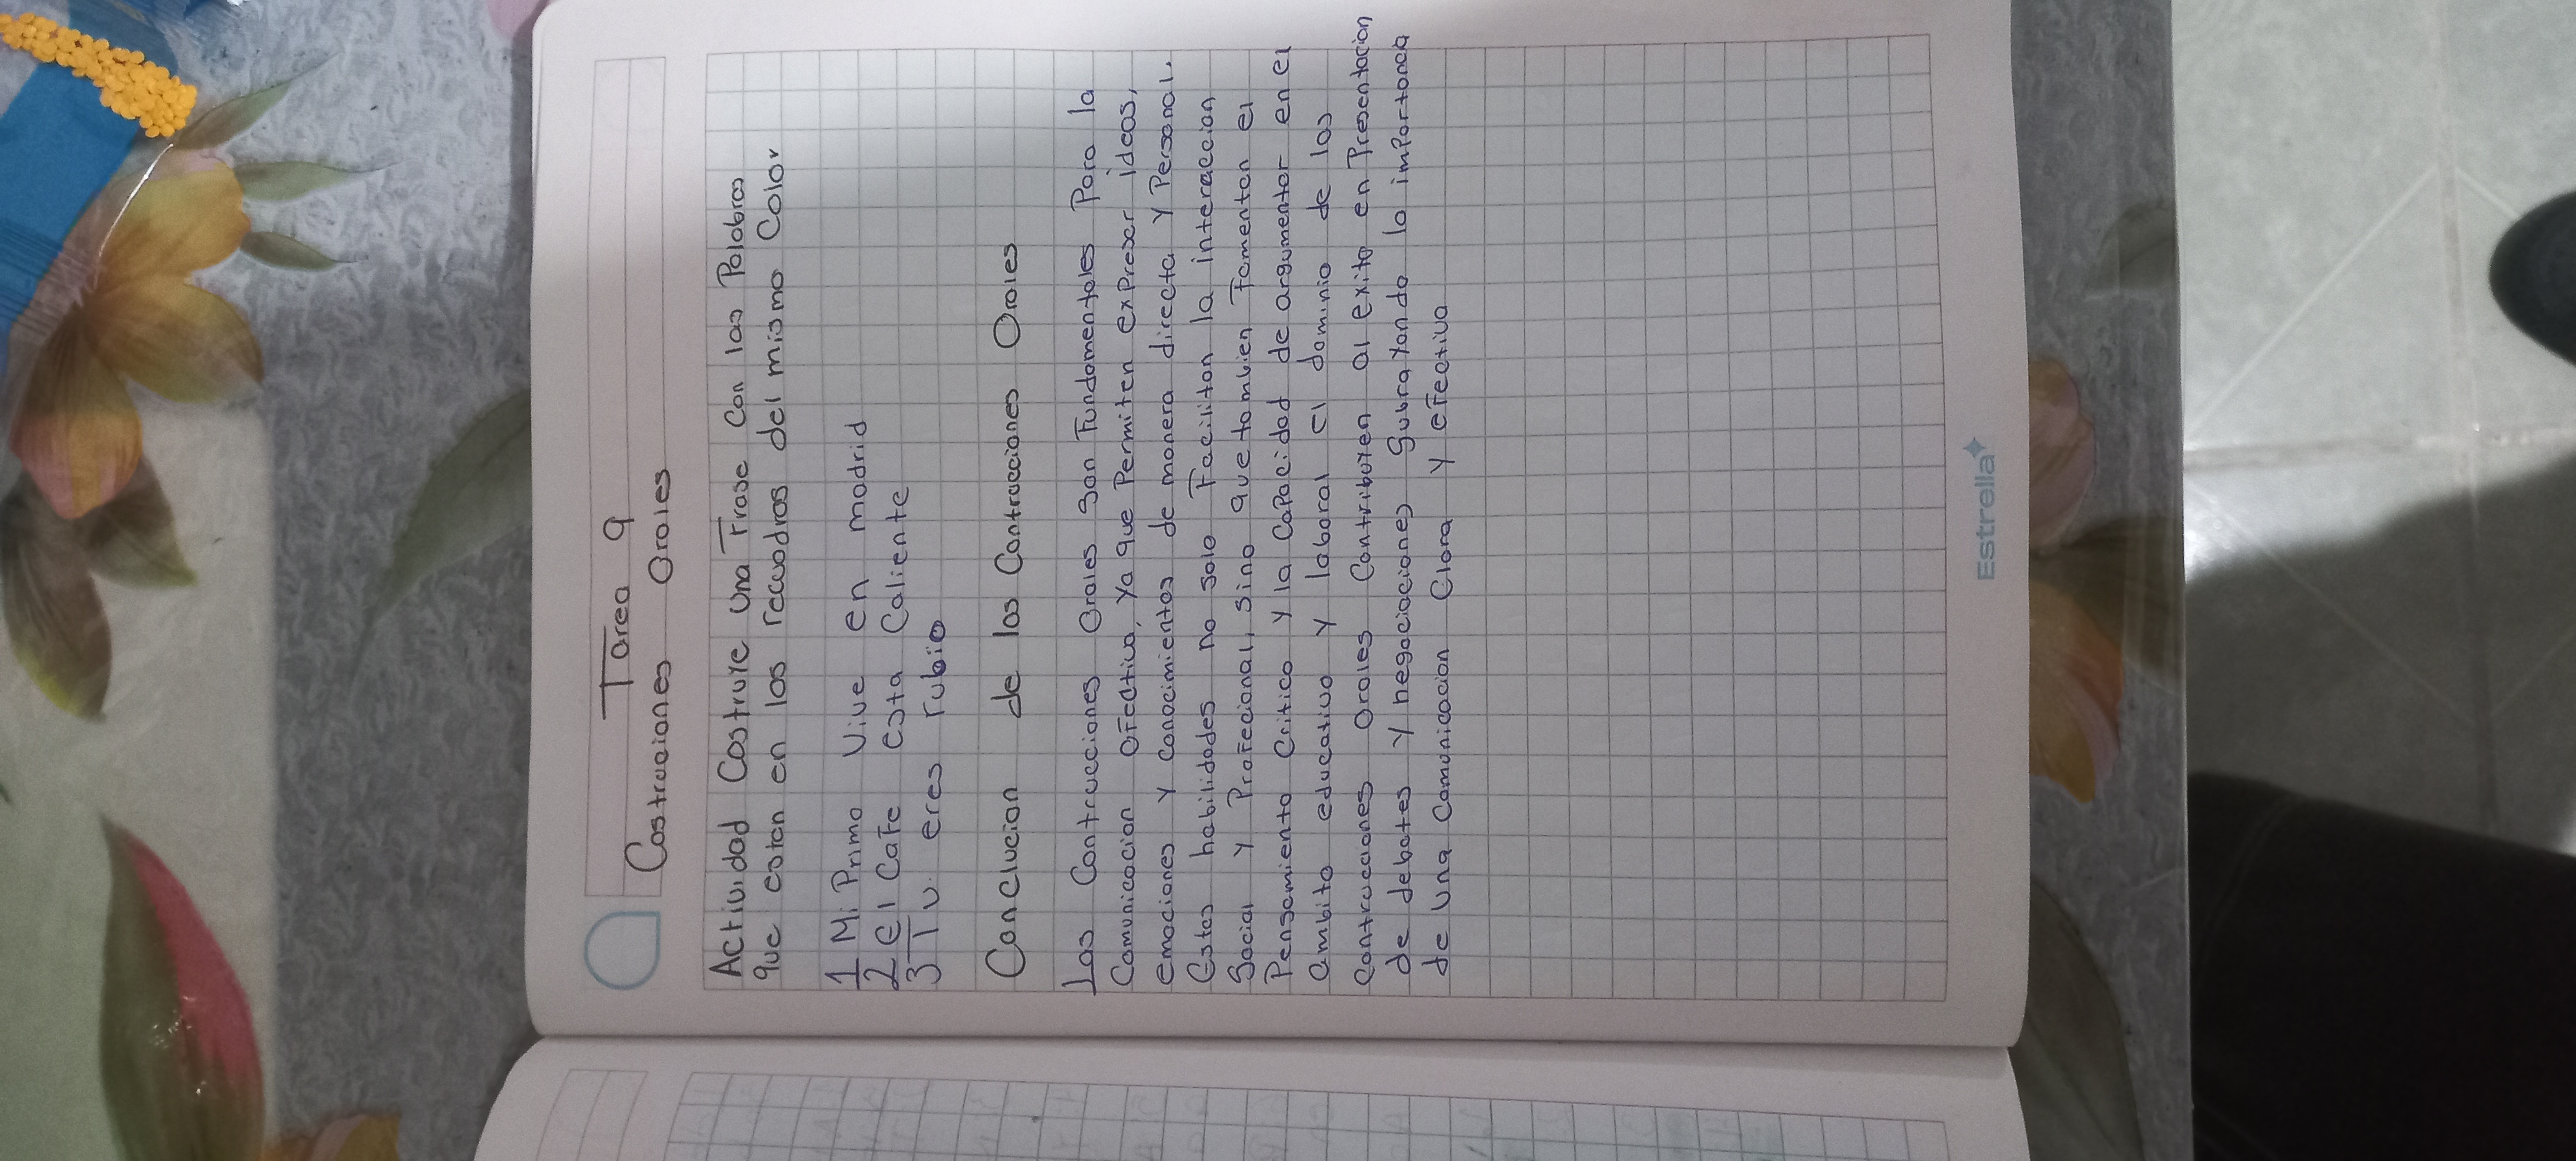 Tarea 9
Costruciones Orales
Actividad Costruye una Frase Con las Palabras
que estan en los recuadros del mismo Color
1 Mi Primo Vive en madrid
2 El Cafe esta Caliente
3 Tu eres rubio
Conclucion de las Contrucciones Orales
Las Contrucciones Orales son Fundamentales Para la
Comunicacion efectiva, Ya que Permiten expresar ideas,
emociones y conocimientos de manera directa y Personal.
Estas habilidades no solo Facilitan la interaccion
Social y Profecional, sino que tambien Fomentan el
Pensamiento Critico y la Capacidad de argumentar en el
ambito educativo y laboral el dominio de las
Contrucciones orales Contribuyen al exito en Presentacion
de debates y negociaciones Subrayando la importancia
de una Comunicacion Clara y efectiva
Estrella